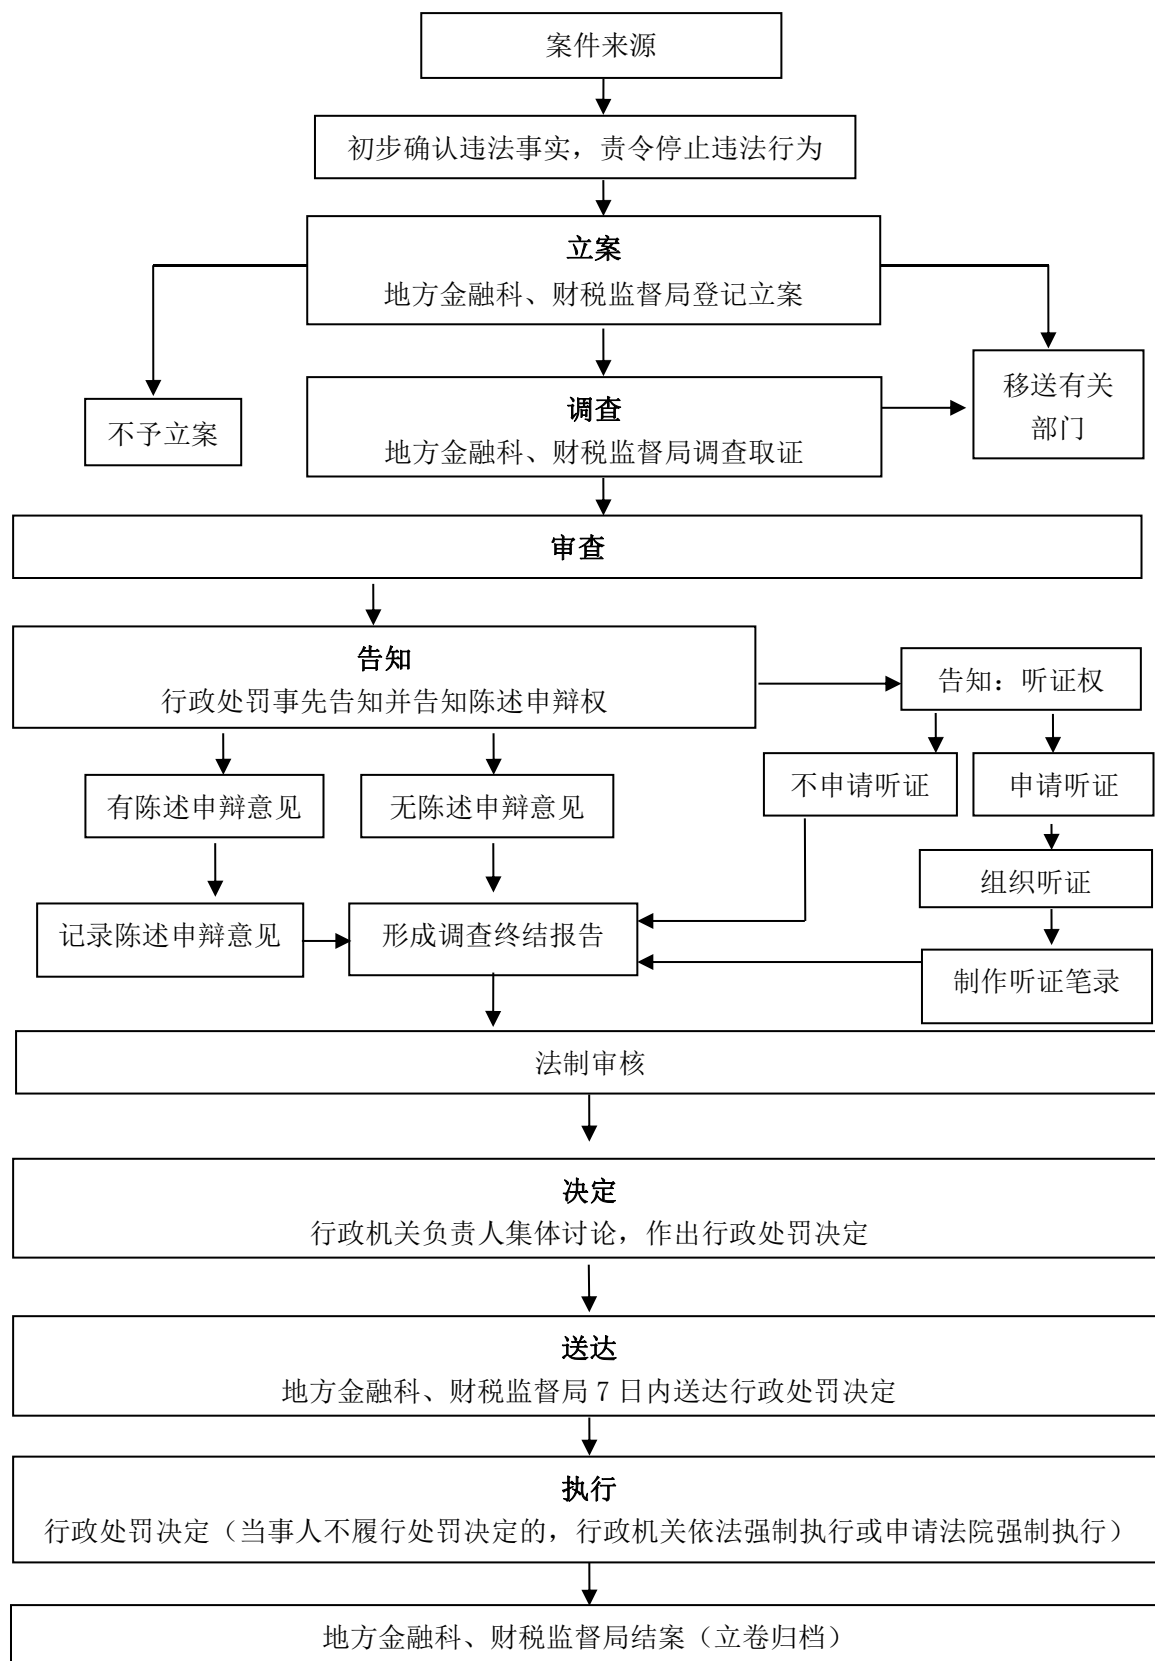 案件来源
初步确认违法事实，责令停止违法行为
立案
地方金融科、财税监督局登记立案
不予立案
移送有关
部门
调查
地方金融科、财税监督局调查取证
审查
告知
行政处罚事先告知并告知陈述申辩权
告知：听证权
有陈述申辩意见
无陈述申辩意见
不申请听证
申请听证
组织听证
记录陈述申辩意见
形成调查终结报告
制作听证笔录
法制审核
决定
行政机关负责人集体讨论，作出行政处罚决定
送达
地方金融科、财税监督局 7 日内送达行政处罚决定
执行
行政处罚决定（当事人不履行处罚决定的，行政机关依法强制执行或申请法院强制执行）
地方金融科、财税监督局结案（立卷归档）